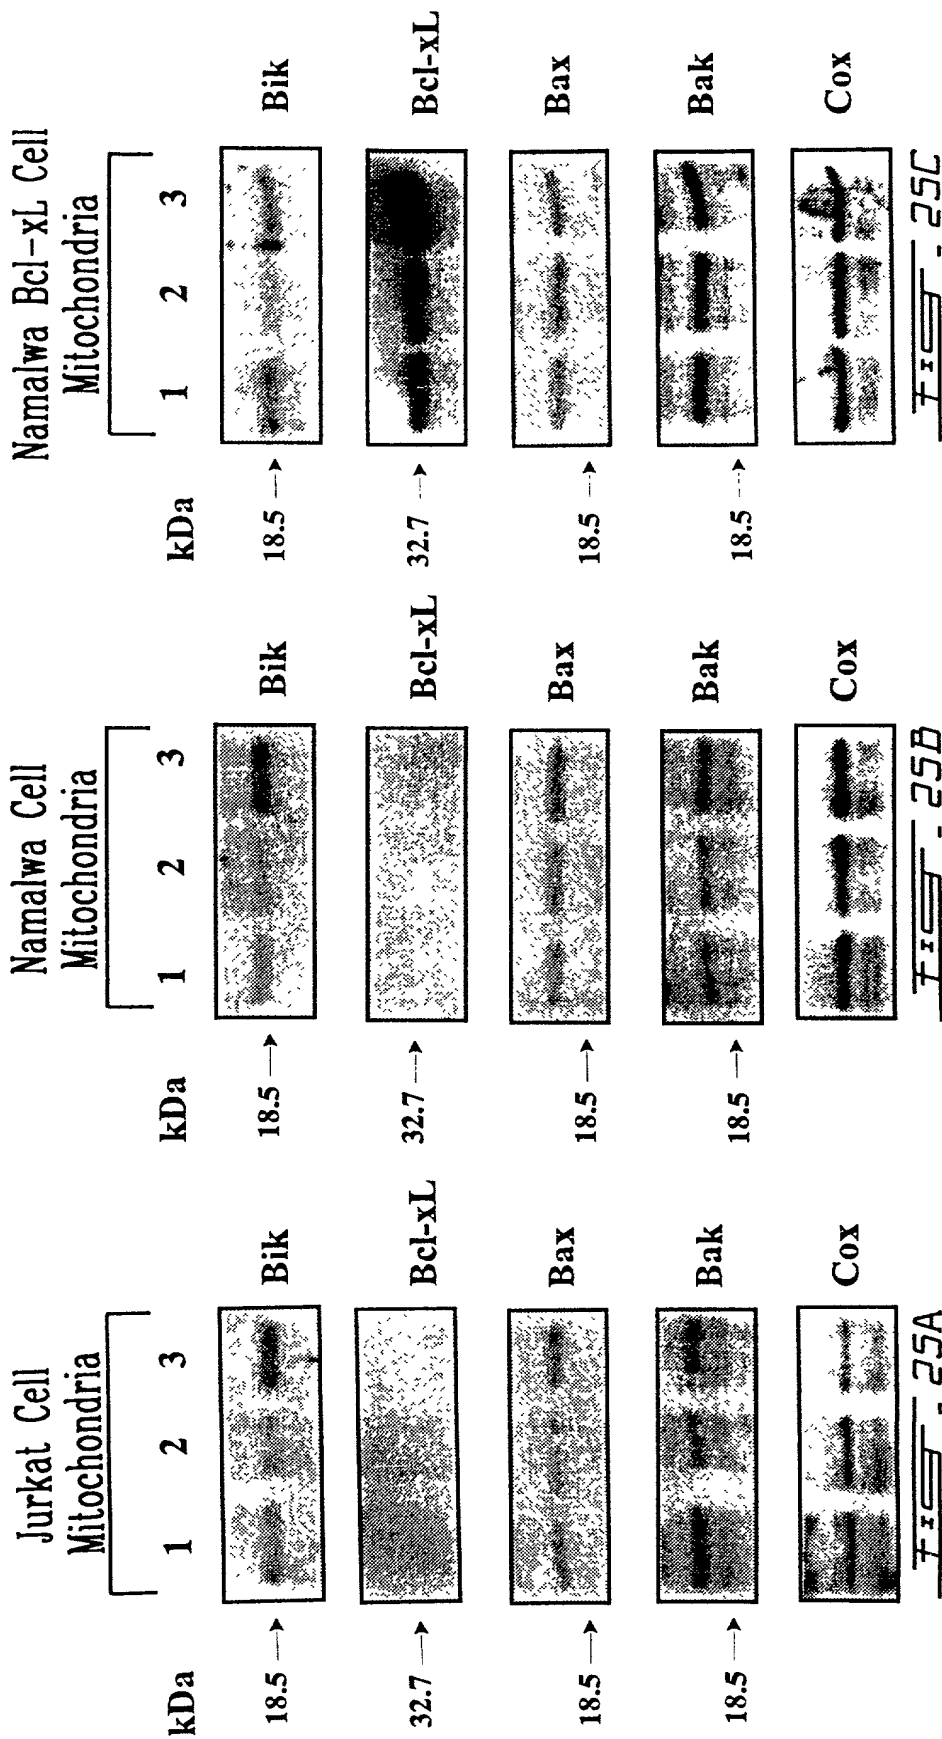 Jurkat Cell
Mitochondria
kDa
1 2 3
18.5 Bik
32.7 Bcl-xL
18.5 Bax
18.5 Bak
Cox
Fig. 25A
Namalwa Cell
Mitochondria
kDa
1 2 3
18.5 Bik
32.7 Bcl-xL
18.5 Bax
18.5 Bak
Cox
Fig. 25B
Namalwa Bcl-xL Cell
Mitochondria
kDa
1 2 3
18.5 Bik
32.7 Bcl-xL
18.5 Bax
18.5 Bak
Cox
Fig. 25C